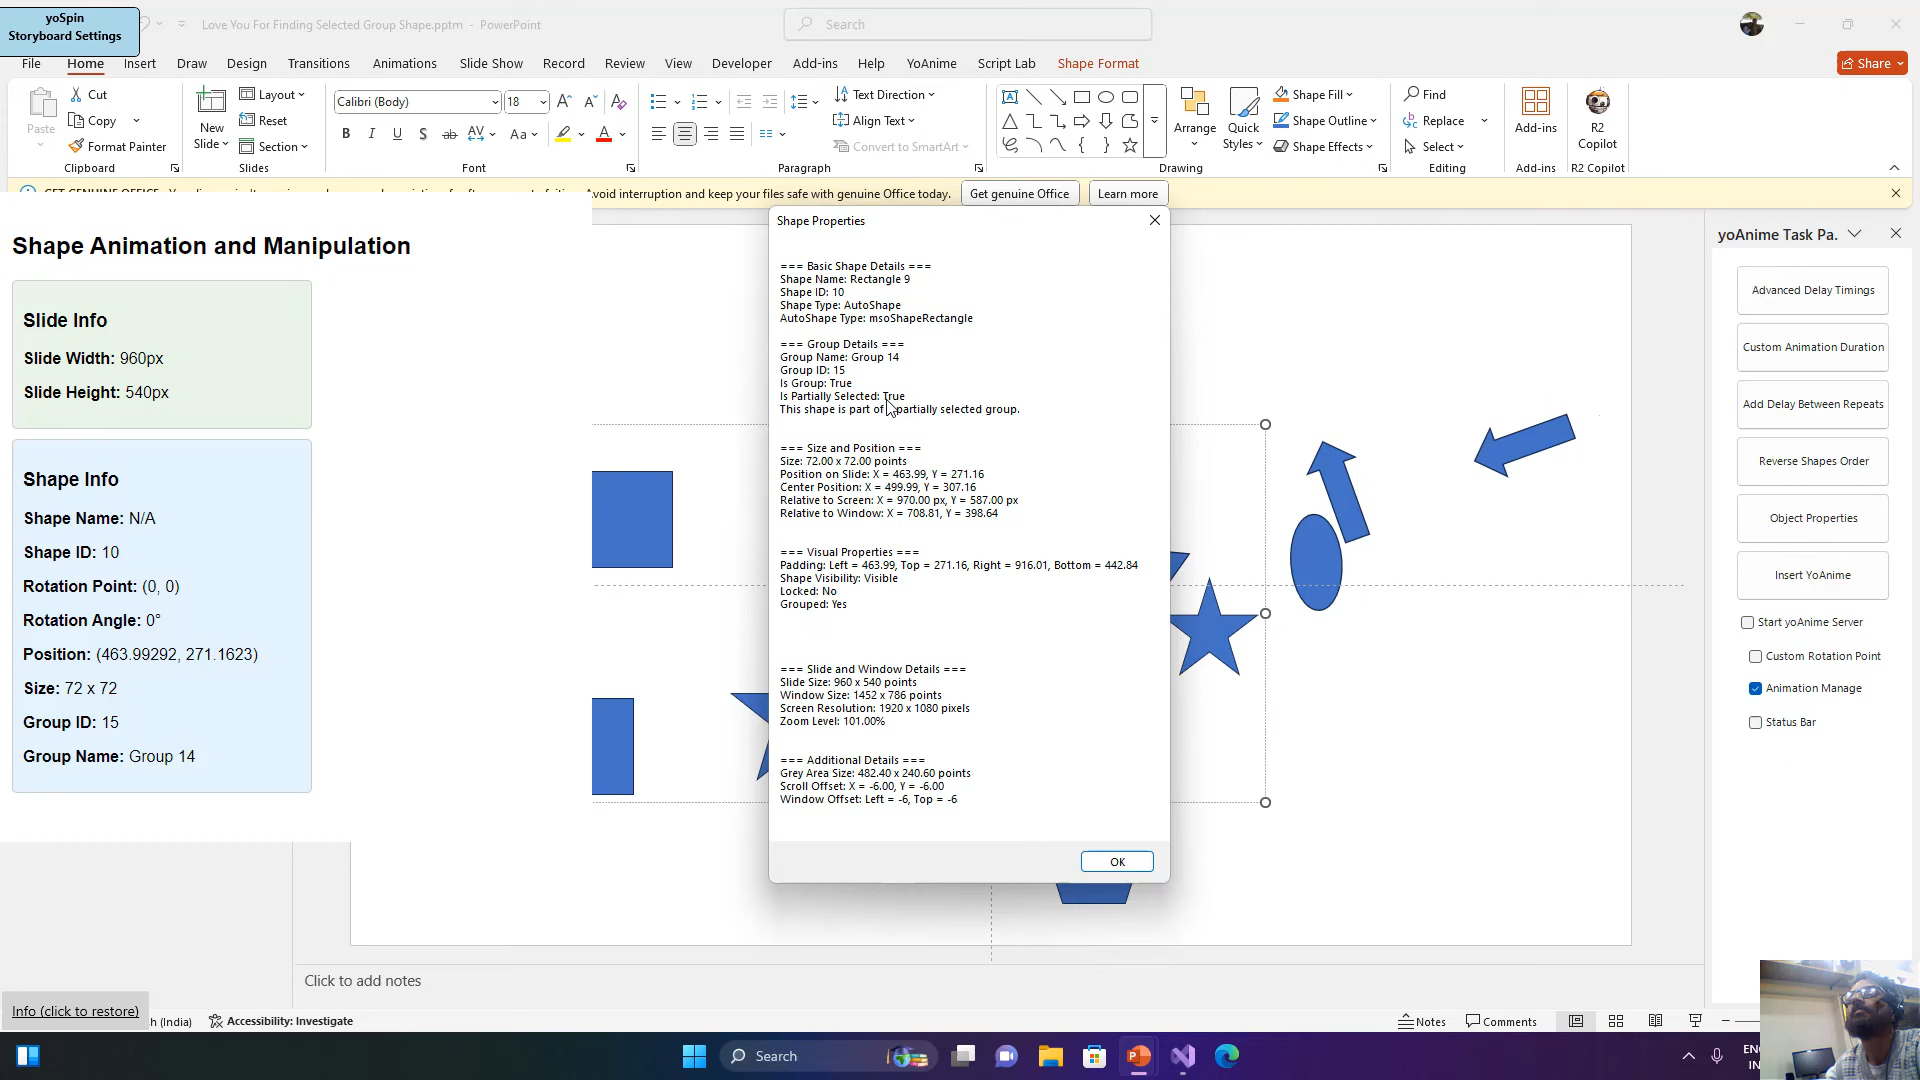 yoSpin
Storyboard Settings
Love You For Finding Selected Group Shape.pptm - PowerPoint
Search
File Home Insert Draw Design Transitions Animations Slide Show Record Review View Developer Add-ins Help YoAnime Script Lab Shape Format
Share
Paste
Cut
Copy
Format Painter
Clipboard
New
Slide
Layout
Reset
Section
Slides
Calibri (Body)
18
Font
Text Direction
Align Text
Convert to SmartArt
Paragraph
Arrange
Quick
Styles
Shape Fill
Shape Outline
Shape Effects
Drawing
Find
Replace
Select
Editing
Add-ins
Add-ins
R2
Copilot
R2 Copilot
Avoid interruption and keep your files safe with genuine Office today.
Get genuine Office
Learn more
Shape Animation and Manipulation
Slide Info
Slide Width: 960px
Slide Height: 540px
Shape Info
Shape Name: N/A
Shape ID: 10
Rotation Point: (0, 0)
Rotation Angle: 0°
Position: (463.99292, 271.1623)
Size: 72 x 72
Group ID: 15
Group Name: Group 14
Shape Properties
=== Basic Shape Details ===
Shape Name: Rectangle 9
Shape ID: 10
Shape Type: AutoShape
AutoShape Type: msoShapeRectangle
=== Group Details ===
Group Name: Group 14
Group ID: 15
Is Group: True
Is Partially Selected: True
This shape is part of partially selected group.
=== Size and Position ===
Size: 72.00 x 72.00 points
Position on Slide: X = 463.99, Y = 271.16
Center Position: X = 499.99, Y = 307.16
Relative to Screen: X = 970.00 px, Y = 587.00 px
Relative to Window: X = 708.81, Y = 398.64
=== Visual Properties ===
Padding: Left = 463.99, Top = 271.16, Right = 916.01, Bottom = 442.84
Shape Visibility: Visible
Locked: No
Grouped: Yes
=== Slide and Window Details ===
Slide Size: 960 x 540 points
Window Size: 1452 x 786 points
Screen Resolution: 1920 x 1080 pixels
Zoom Level: 101.00%
=== Additional Details ===
Grey Area Size: 482.40 x 240.60 points
Scroll Offset: X = -6.00, Y = -6.00
Window Offset: Left = -6, Top = -6
OK
yoAnime Task Pa.
Advanced Delay Timings
Custom Animation Duration
Add Delay Between Repeats
Reverse Shapes Order
Object Properties
Insert YoAnime
Start yoAnime Server
Custom Rotation Point
Animation Manage
Status Bar
Click to add notes
Info (click to restore)
h (India)
Accessibility: Investigate
Notes
Comments
Search